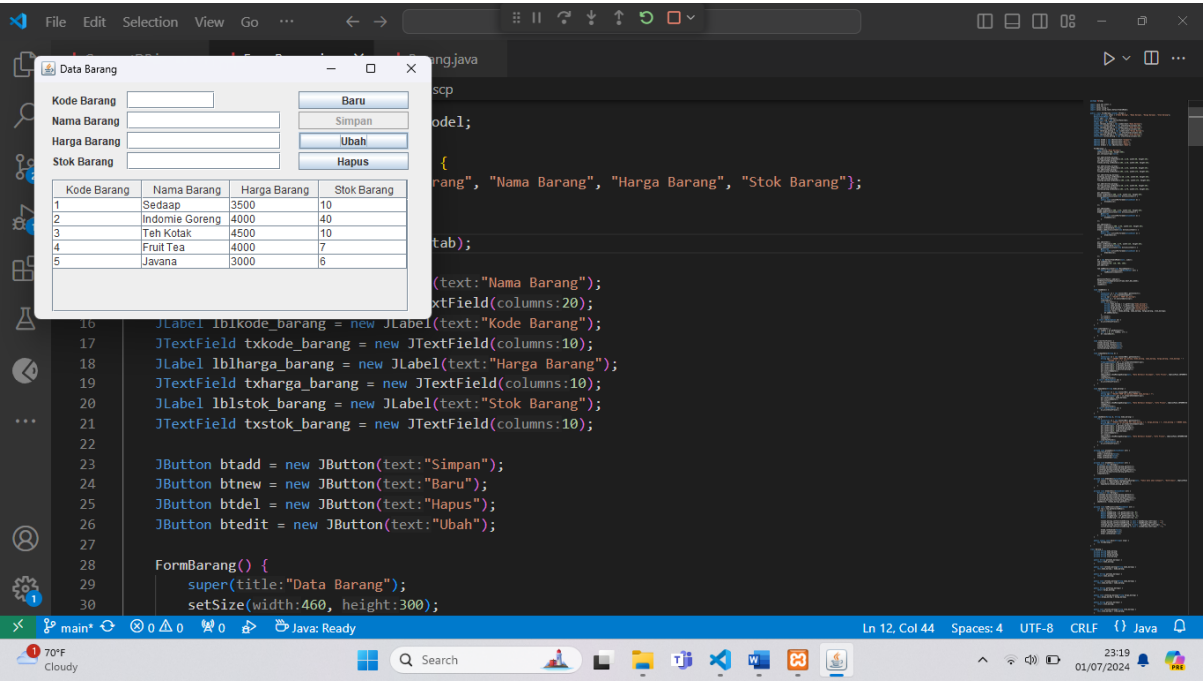 File Edit Selection View Go ···
ang.java
scp
Data Barang
Kode Barang Baru
Nama Barang Simpan
Harga Barang Ubah
Stok Barang Hapus
Kode Barang Nama Barang Harga Barang Stok Barang
1 Sedaap 3500 10
2 Indomie Goreng 4000 40
3 Teh Kotak 4500 10
4 Fruit Tea 4000 7
5 Javana 3000 6
odel;
{
rang", "Nama Barang", "Harga Barang", "Stok Barang"};
tab);
(text:"Nama Barang");
xtField(columns:20);
16 JLabel lblkode_barang = new JLabel(text:"Kode Barang");
17 JTextField txkode_barang = new JTextField(columns:10);
18 JLabel lblharga_barang = new JLabel(text:"Harga Barang");
19 JTextField txharga_barang = new JTextField(columns:10);
20 JLabel lblstok_barang = new JLabel(text:"Stok Barang");
21 JTextField txstok_barang = new JTextField(columns:10);
22
23 JButton btadd = new JButton(text:"Simpan");
24 JButton btnew = new JButton(text:"Baru");
25 JButton btdel = new JButton(text:"Hapus");
26 JButton btedit = new JButton(text:"Ubah");
27
28 FormBarang() {
29 super(title:"Data Barang");
30 setSize(width:460, height:300);
1
main* 0 0 0 Java: Ready Ln 12, Col 44 Spaces: 4 UTF-8 CRLF {} Java
1 70°F
Cloudy
Search
23:19
01/07/2024
PRE